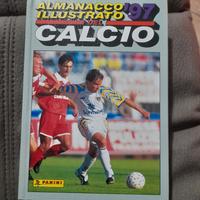 ALMANACCO
ILLUSTRATO '97
DEL
CALCIO
PANINI